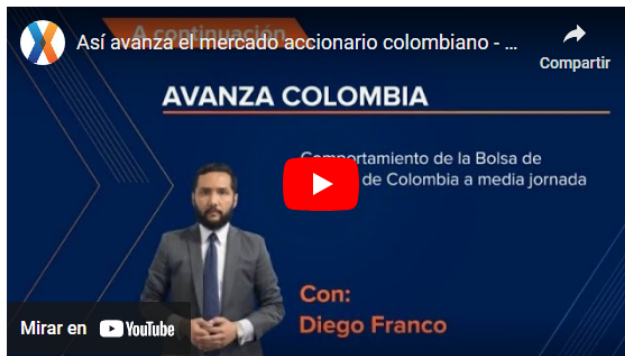 A continuación
Así avanza el mercado accionario colombiano - ...
Compartir
AVANZA COLOMBIA
Comportamiento de la Bolsa de
de Colombia a media jornada
Con:
Diego Franco
Mirar en YouTube